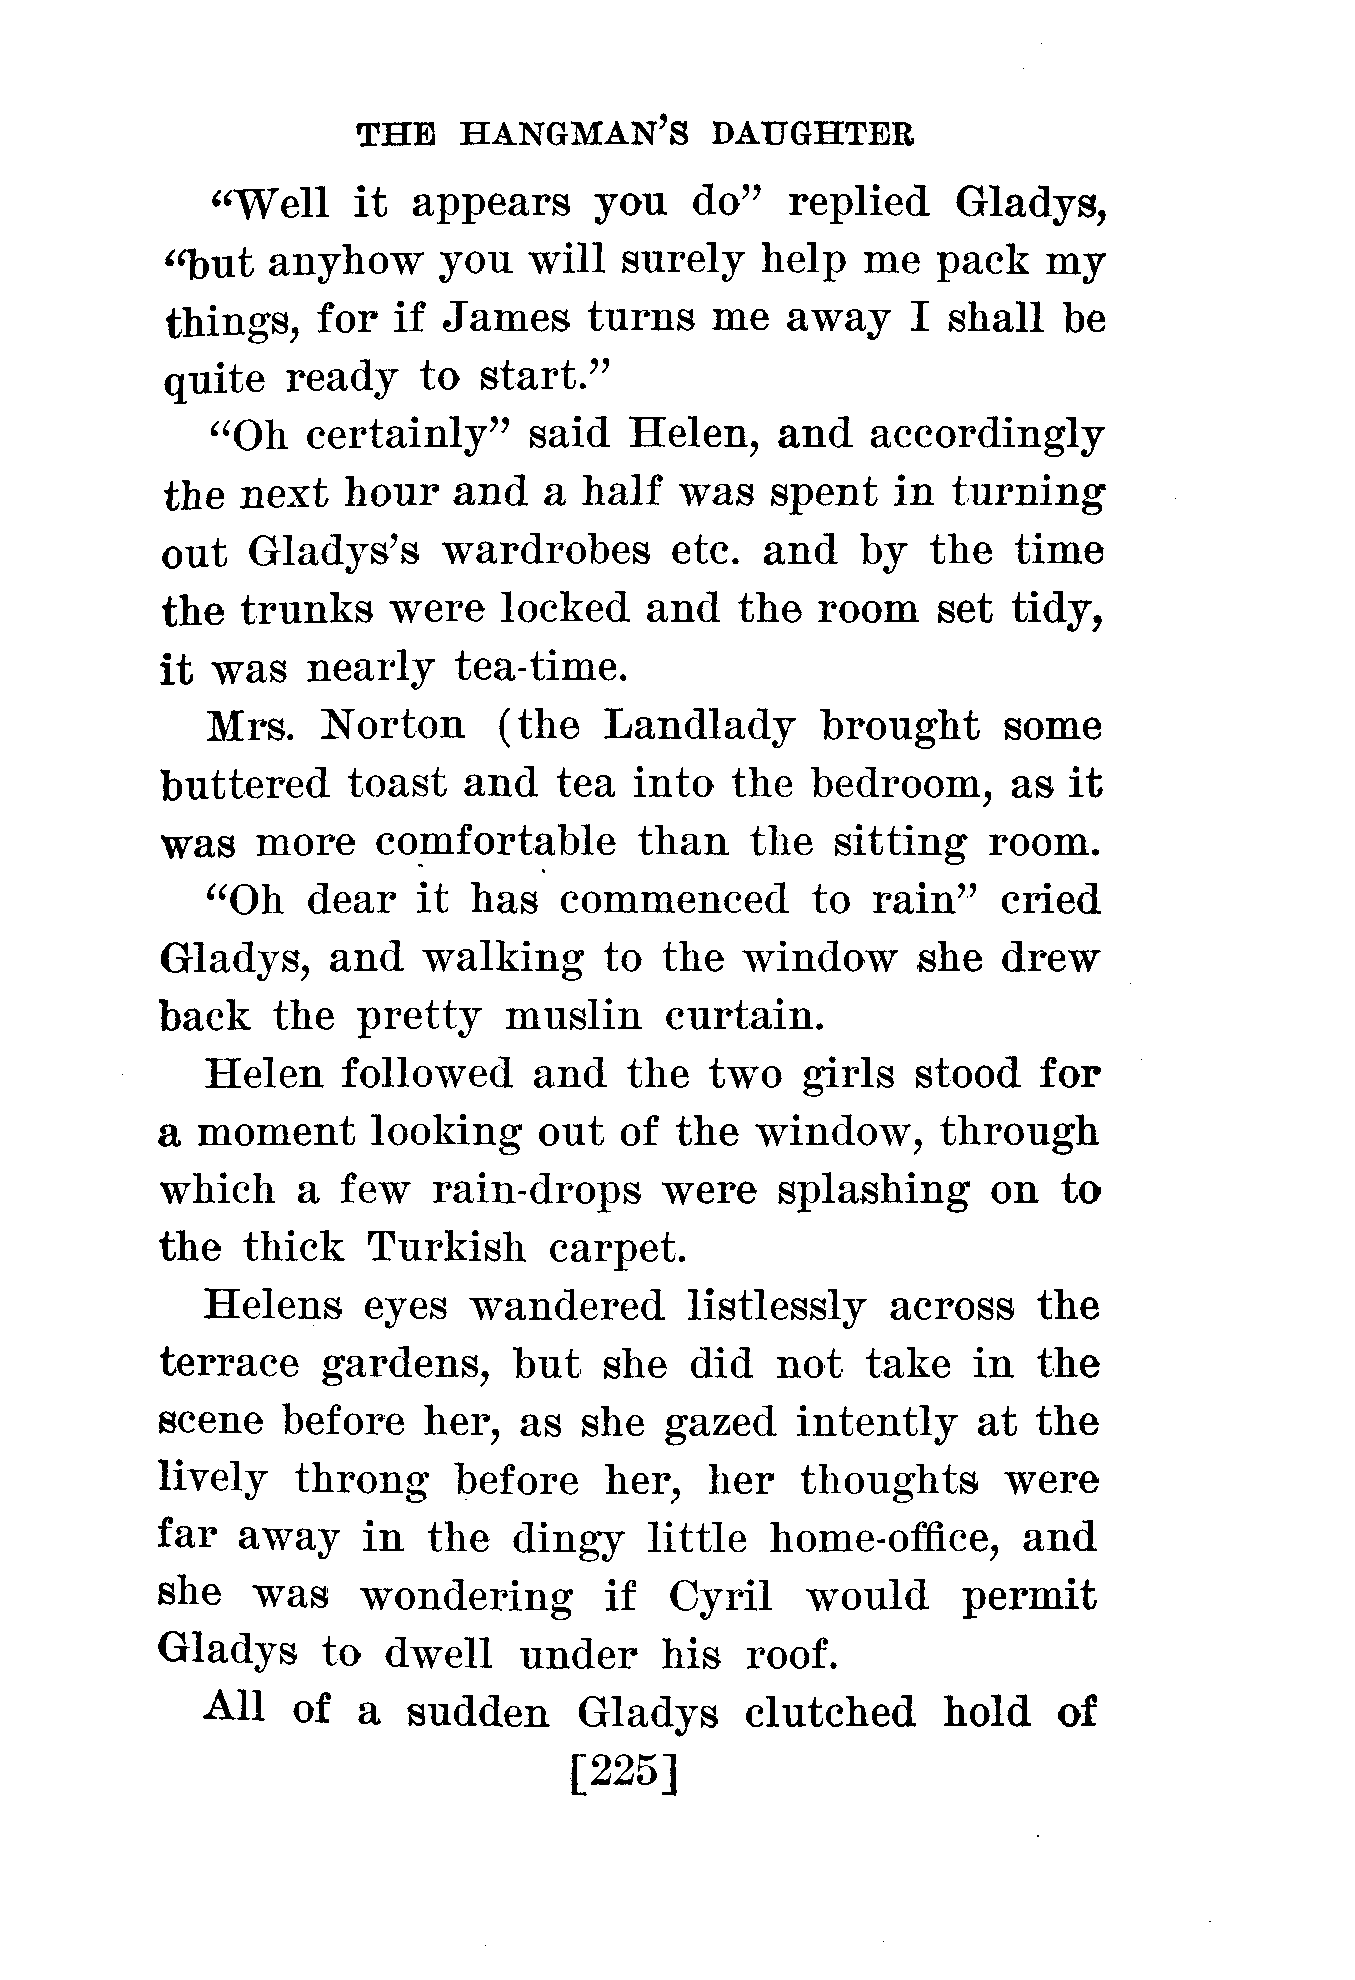 THE HANGMAN'S DAUGHTER
“Well it appears you do” replied Gladys,
“but anyhow you will surely help me pack my
things, for if James turns me away I shall be
quite ready to start.”
“Oh certainly” said Helen, and accordingly
the next hour and a half was spent in turning
out Gladys’s wardrobes etc. and by the time
the trunks were locked and the room set tidy,
it was nearly tea-time.
Mrs. Norton (the Landlady brought some
buttered toast and tea into the bedroom, as it
was more comfortable than the sitting room.
“Oh dear it has commenced to rain” cried
Gladys, and walking to the window she drew
back the pretty muslin curtain.
Helen followed and the two girls stood for
a moment looking out of the window, through
which a few rain-drops were splashing on to
the thick Turkish carpet.
Helens eyes wandered listlessly across the
terrace gardens, but she did not take in the
scene before her, as she gazed intently at the
lively throng before her, her thoughts were
far away in the dingy little home-office, and
she was wondering if Cyril would permit
Gladys to dwell under his roof.
All of a sudden Gladys clutched hold of
[225]